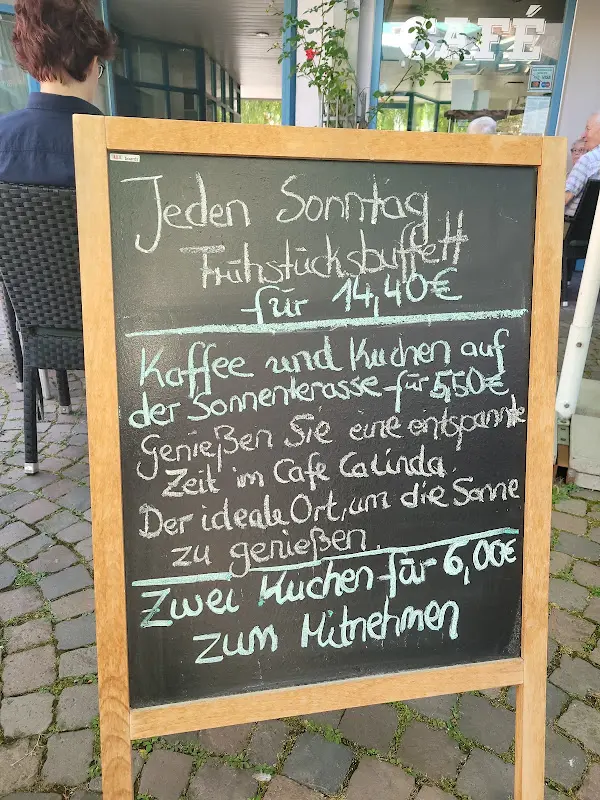 CAFÉ
Jeden Sonntag
Frühstücksbuffett
für 14,40€
Kaffee und Kuchen auf
der Sonnenterasse für 5,50€
Genießen Sie eine entspannte
Zeit im Cafe Calinda.
Der ideale Ort, um die Sonne
zu genießen.
Zwei Kuchen für 6,00€
zum Mitnehmen